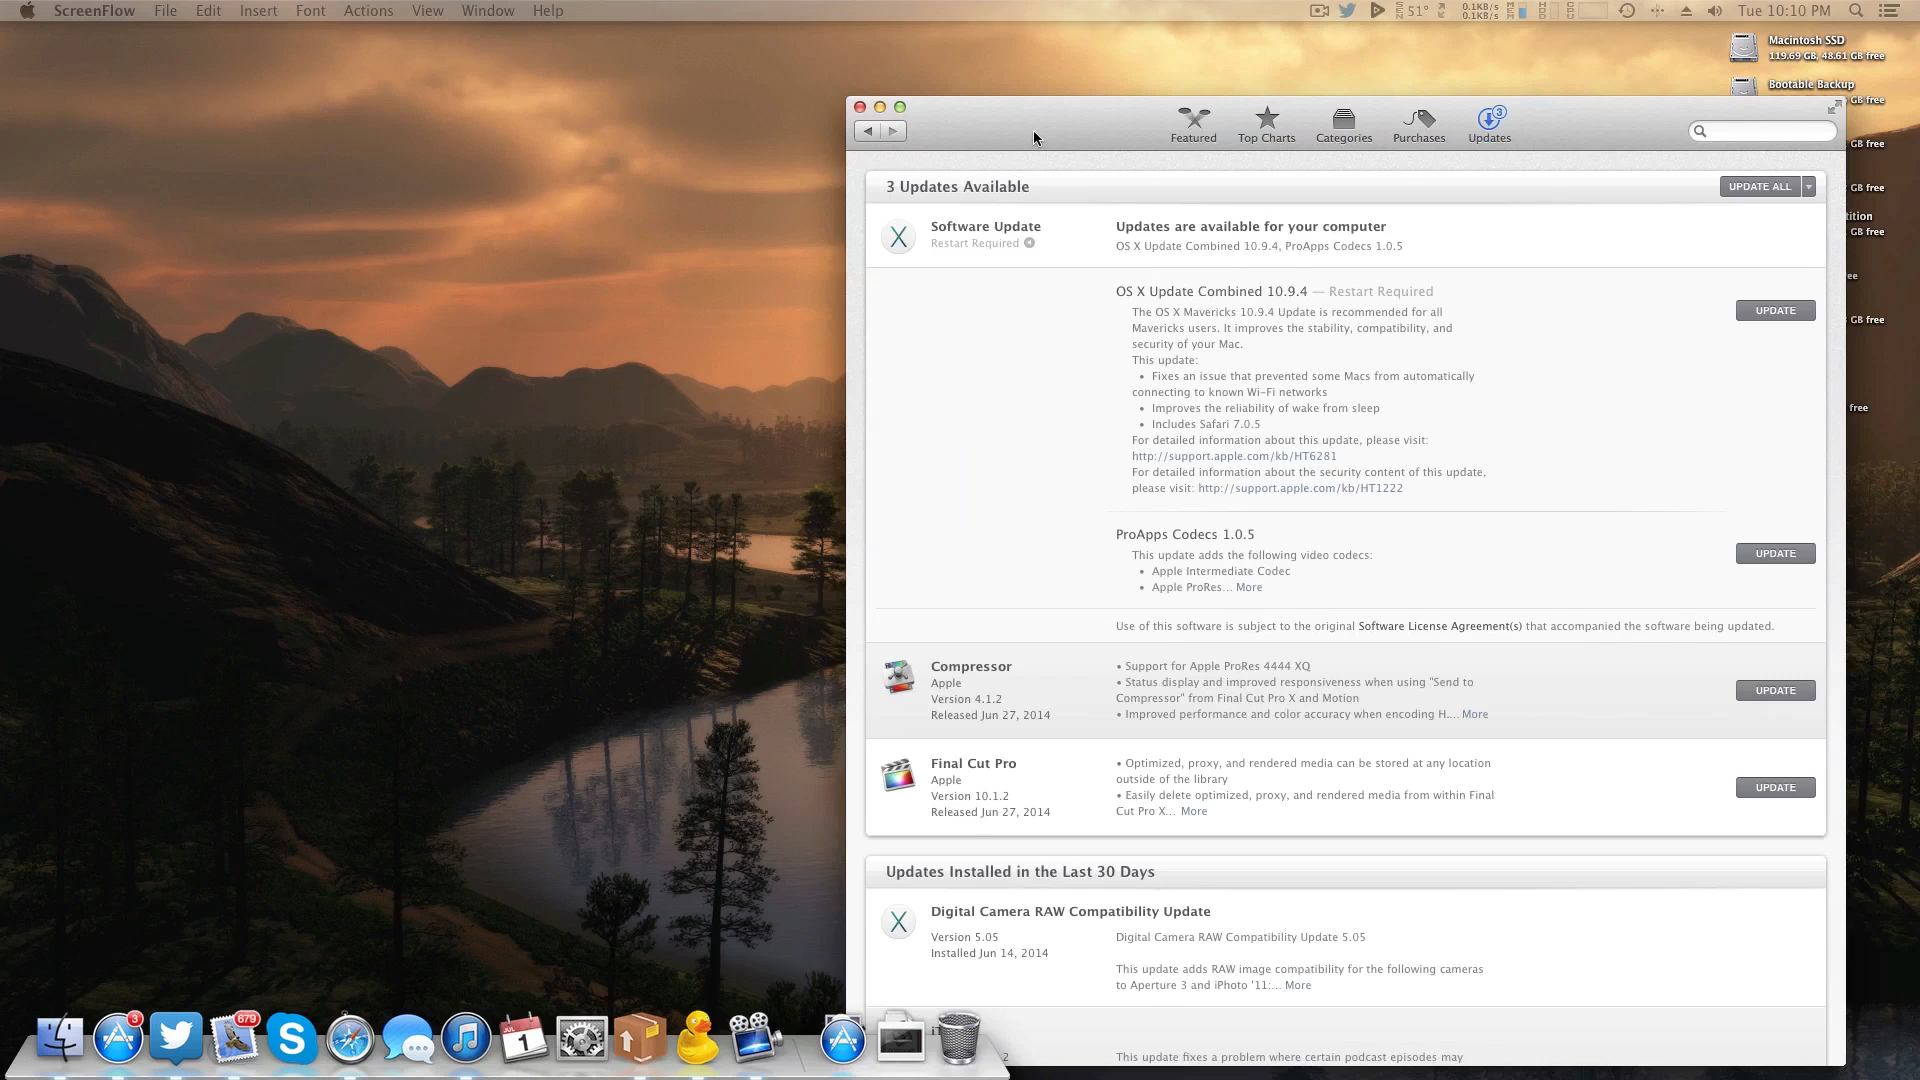 ScreenFlow File Edit Insert Font Actions View Window Help
51° 0.1KB/s 0.1KB/s Tue 10:10 PM
Macintosh SSD
119.69 GB, 48.61 GB free
Bootable Backup
GB free
GB free
GB free
tition
GB free
ee
GB free
free
Featured Top Charts Categories Purchases Updates
3
3 Updates Available
UPDATE ALL
Software Update
Restart Required
Updates are available for your computer
OS X Update Combined 10.9.4, ProApps Codecs 1.0.5
OS X Update Combined 10.9.4 — Restart Required
UPDATE
The OS X Mavericks 10.9.4 Update is recommended for all
Mavericks users. It improves the stability, compatibility, and
security of your Mac.
This update:
• Fixes an issue that prevented some Macs from automatically
connecting to known Wi-Fi networks
• Improves the reliability of wake from sleep
• Includes Safari 7.0.5
For detailed information about this update, please visit:
http://support.apple.com/kb/HT6281
For detailed information about the security content of this update,
please visit: http://support.apple.com/kb/HT1222
ProApps Codecs 1.0.5
UPDATE
This update adds the following video codecs:
• Apple Intermediate Codec
• Apple ProRes... More
Use of this software is subject to the original Software License Agreement(s) that accompanied the software being updated.
Compressor
Apple
Version 4.1.2
Released Jun 27, 2014
• Support for Apple ProRes 4444 XQ
• Status display and improved responsiveness when using "Send to
Compressor" from Final Cut Pro X and Motion
• Improved performance and color accuracy when encoding H.... More
UPDATE
Final Cut Pro
Apple
Version 10.1.2
Released Jun 27, 2014
• Optimized, proxy, and rendered media can be stored at any location
outside of the library
• Easily delete optimized, proxy, and rendered media from within Final
Cut Pro X... More
UPDATE
Updates Installed in the Last 30 Days
Digital Camera RAW Compatibility Update
Version 5.05
Installed Jun 14, 2014
Digital Camera RAW Compatibility Update 5.05
This update adds RAW image compatibility for the following cameras
to Aperture 3 and iPhoto '11:... More
iT
2
This update fixes a problem where certain podcast episodes may
3
679
JUL
1